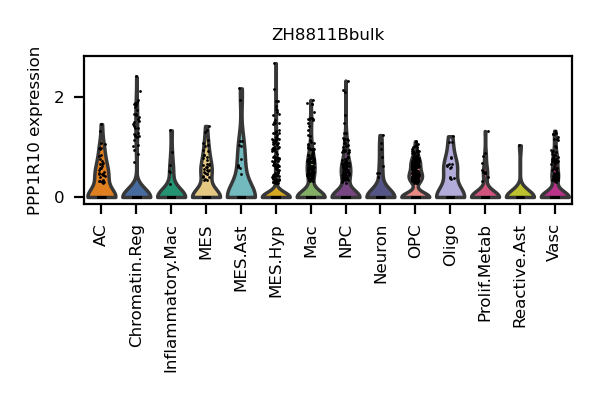 ZH8811Bbulk
PPP1R10 expression
2
0
AC
Chromatin.Reg
Inflammatory.Mac
MES
MES.Ast
MES.Hyp
Mac
NPC
Neuron
OPC
Oligo
Prolif.Metab
Reactive.Ast
Vasc